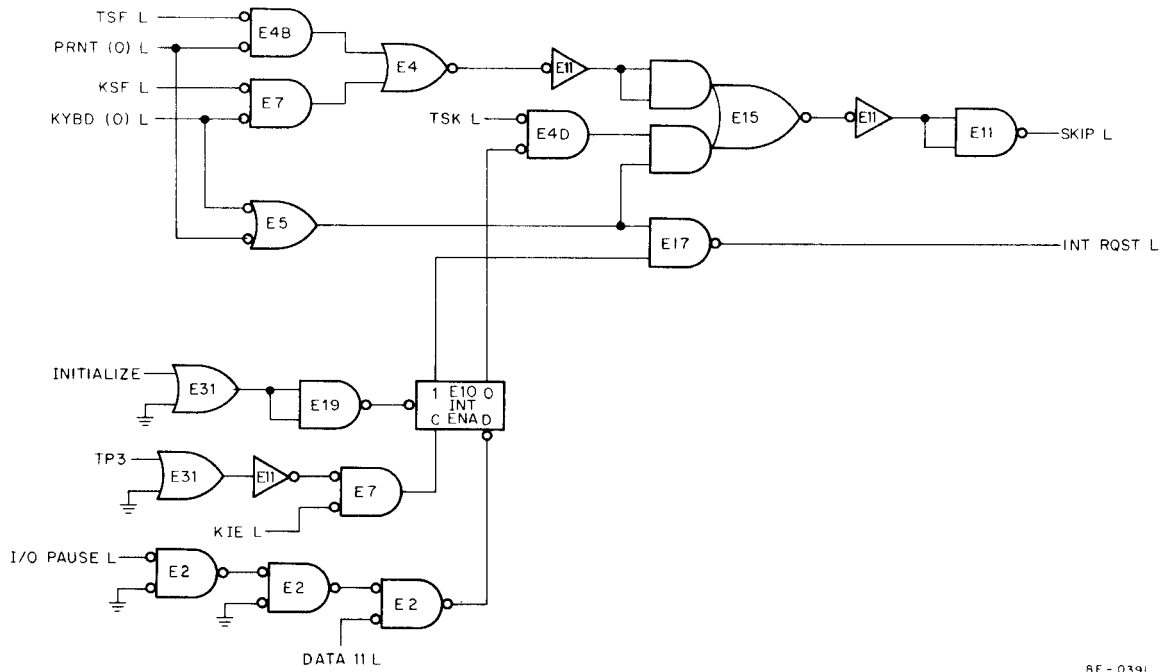 TSF L
PRNT (0) L
E4B
E4
E11
KSF L
KYBD (0) L
E7
TSK L
E4D
E15
E11
E11
SKIP L
E5
E17
INT RQST L
INITIALIZE
E31
E19
1 E10 0
INT
C ENA D
TP3
E31
E11
E7
KIE L
I/O PAUSE L
E2
E2
E2
DATA 11 L
8E-0391